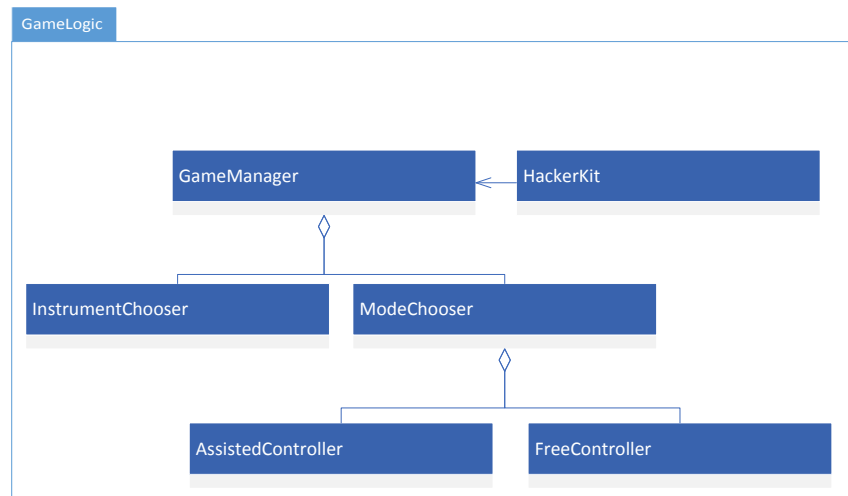 GameLogic
GameManager
HackerKit
InstrumentChooser
ModeChooser
AssistedController
FreeController